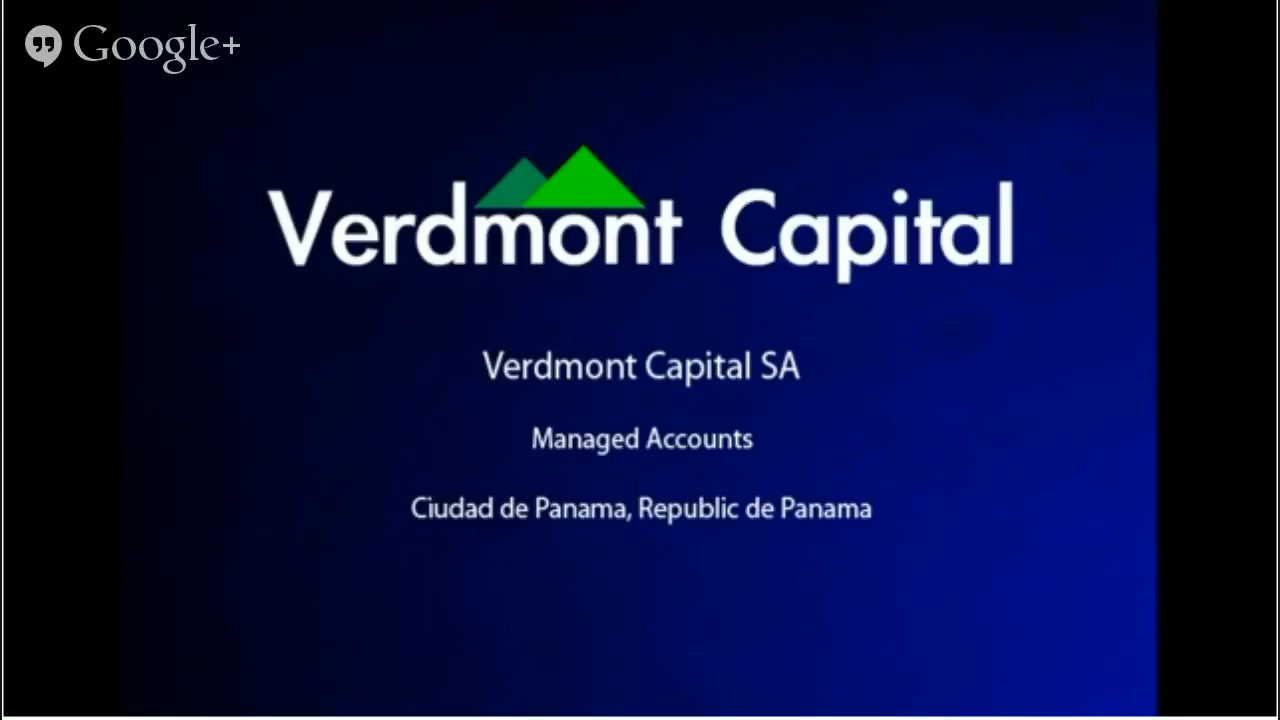 Google+
Verdmont Capital
Verdmont Capital SA
Managed Accounts
Ciudad de Panama, Republic de Panama